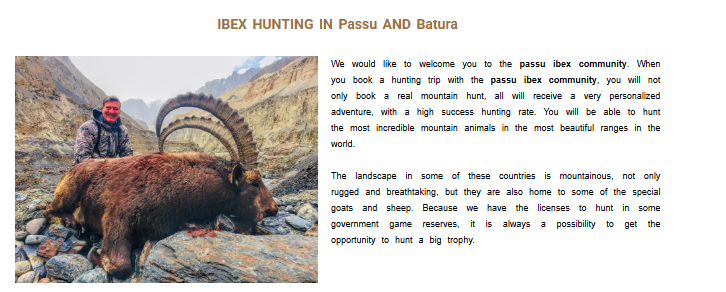 IBEX HUNTING IN Passu AND Batura
We would like to welcome you to the passu ibex community. When
you book a hunting trip with the passu ibex community, you will not
only book a real mountain hunt, all will receive a very personalized
adventure, with a high success hunting rate. You will be able to hunt
the most incredible mountain animals in the most beautiful ranges in the
world.
The landscape in some of these countries is mountainous, not only
rugged and breathtaking, but they are also home to some of the special
goats and sheep. Because we have the licenses to hunt in some
government game reserves, it is always a possibility to get the
opportunity to hunt a big trophy.